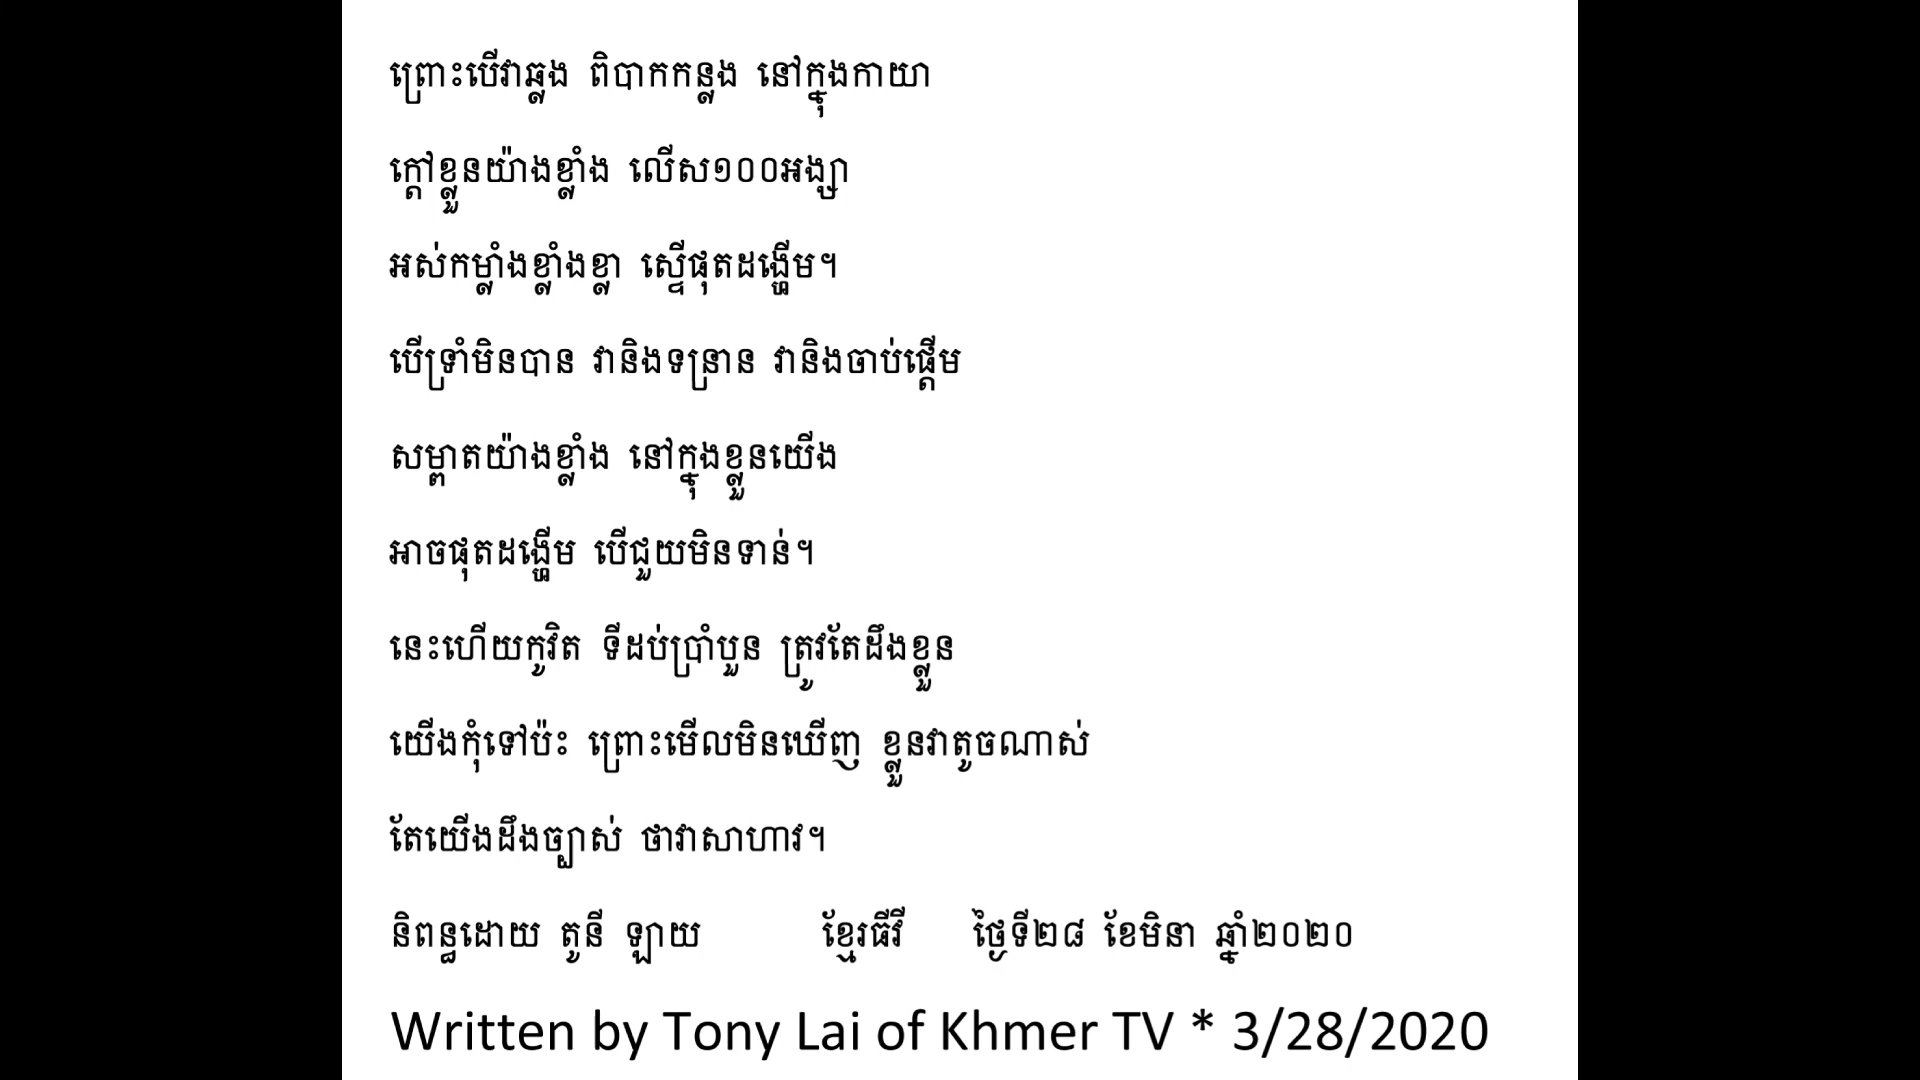 ព្រោះបើវាឆ្លង ពិបាកកន្លង នៅក្នុងកាយា
ក្តៅខ្លួនយ៉ាងខ្លាំង លើស១០០អង្សា
អស់កម្លាំងខ្លាំងខ្លា ស្ទើផុតដង្ហើម។
បើទ្រាំមិនបាន វានិងទន្រ្ទាន វានិងចាប់ផ្តើម
សម្ពាតយ៉ាងខ្លាំង នៅក្នុងខ្លួនយើង
អាចផុតដង្ហើម បើជួយមិនទាន់។
នេះហើយកូវិត ទីដប់ប្រាំបួន ត្រូវតែដឹងខ្លួន
យើងកុំទៅប៉ះ ព្រោះមើលមិនឃើញ ខ្លួនវាតូចណាស់
តែយើងដឹងច្បាស់ ថាវាសាហាវ។
និពន្ធដោយ តូនី ឡាយ ខ្មែរធីវី ថ្ងៃទី២៨ ខែមិនា ឆ្នាំ២០២០
Written by Tony Lai of Khmer TV * 3/28/2020